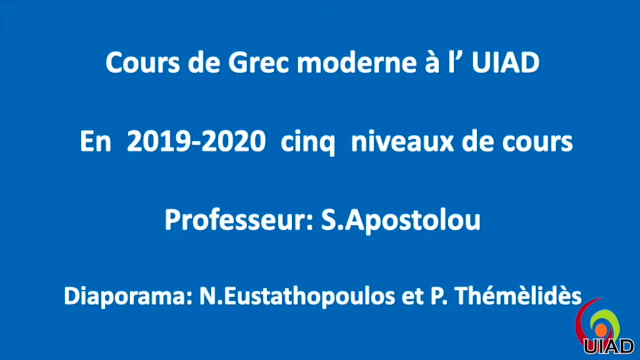 Cours de Grec moderne à l’ UIAD
En 2019-2020 cinq niveaux de cours
Professeur: S.Apostolou
Diaporama: N.Eustathopoulos et P. Thémèlidès
UIAD